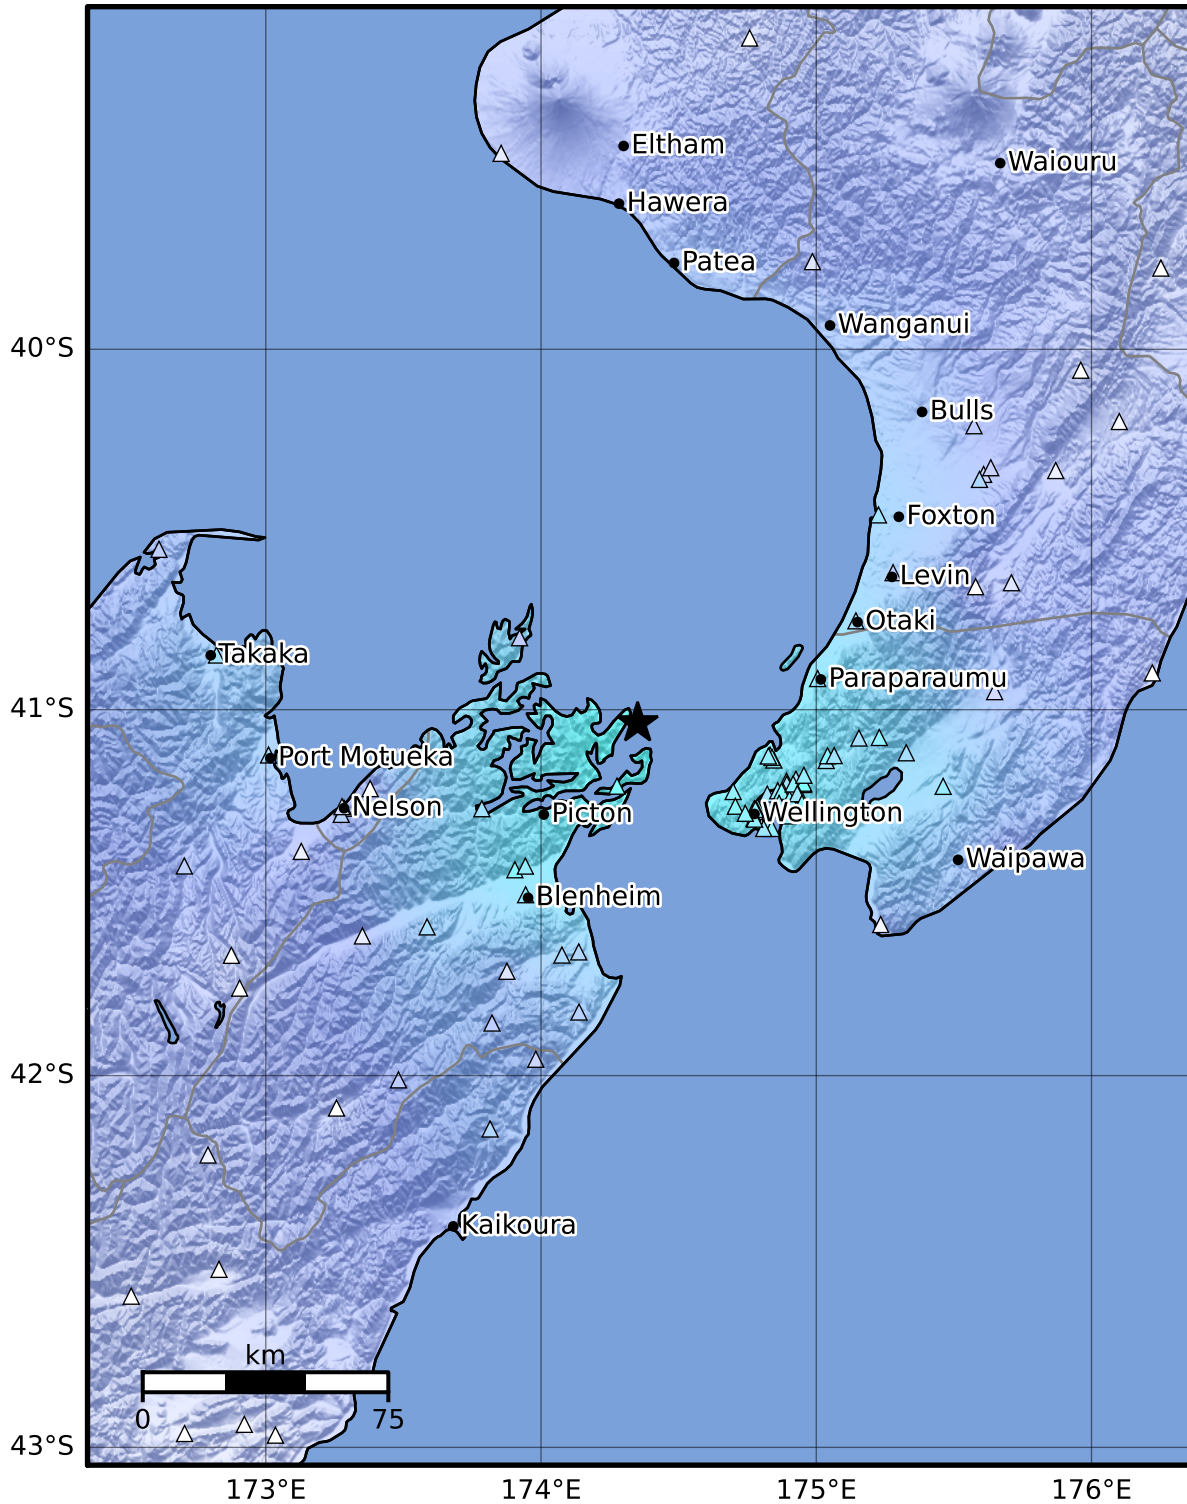 Eltham
Waiouru
Hawera
Patea
Wanganui
40°S
Bulls
Foxton
Levin
Otaki
Takaka
Paraparaumu
41°S
Port Motueka
Nelson
Picton
Wellington
Waipawa
Blenheim
42°S
Kaikoura
km
0
75
43°S
173°E
174°E
175°E
176°E